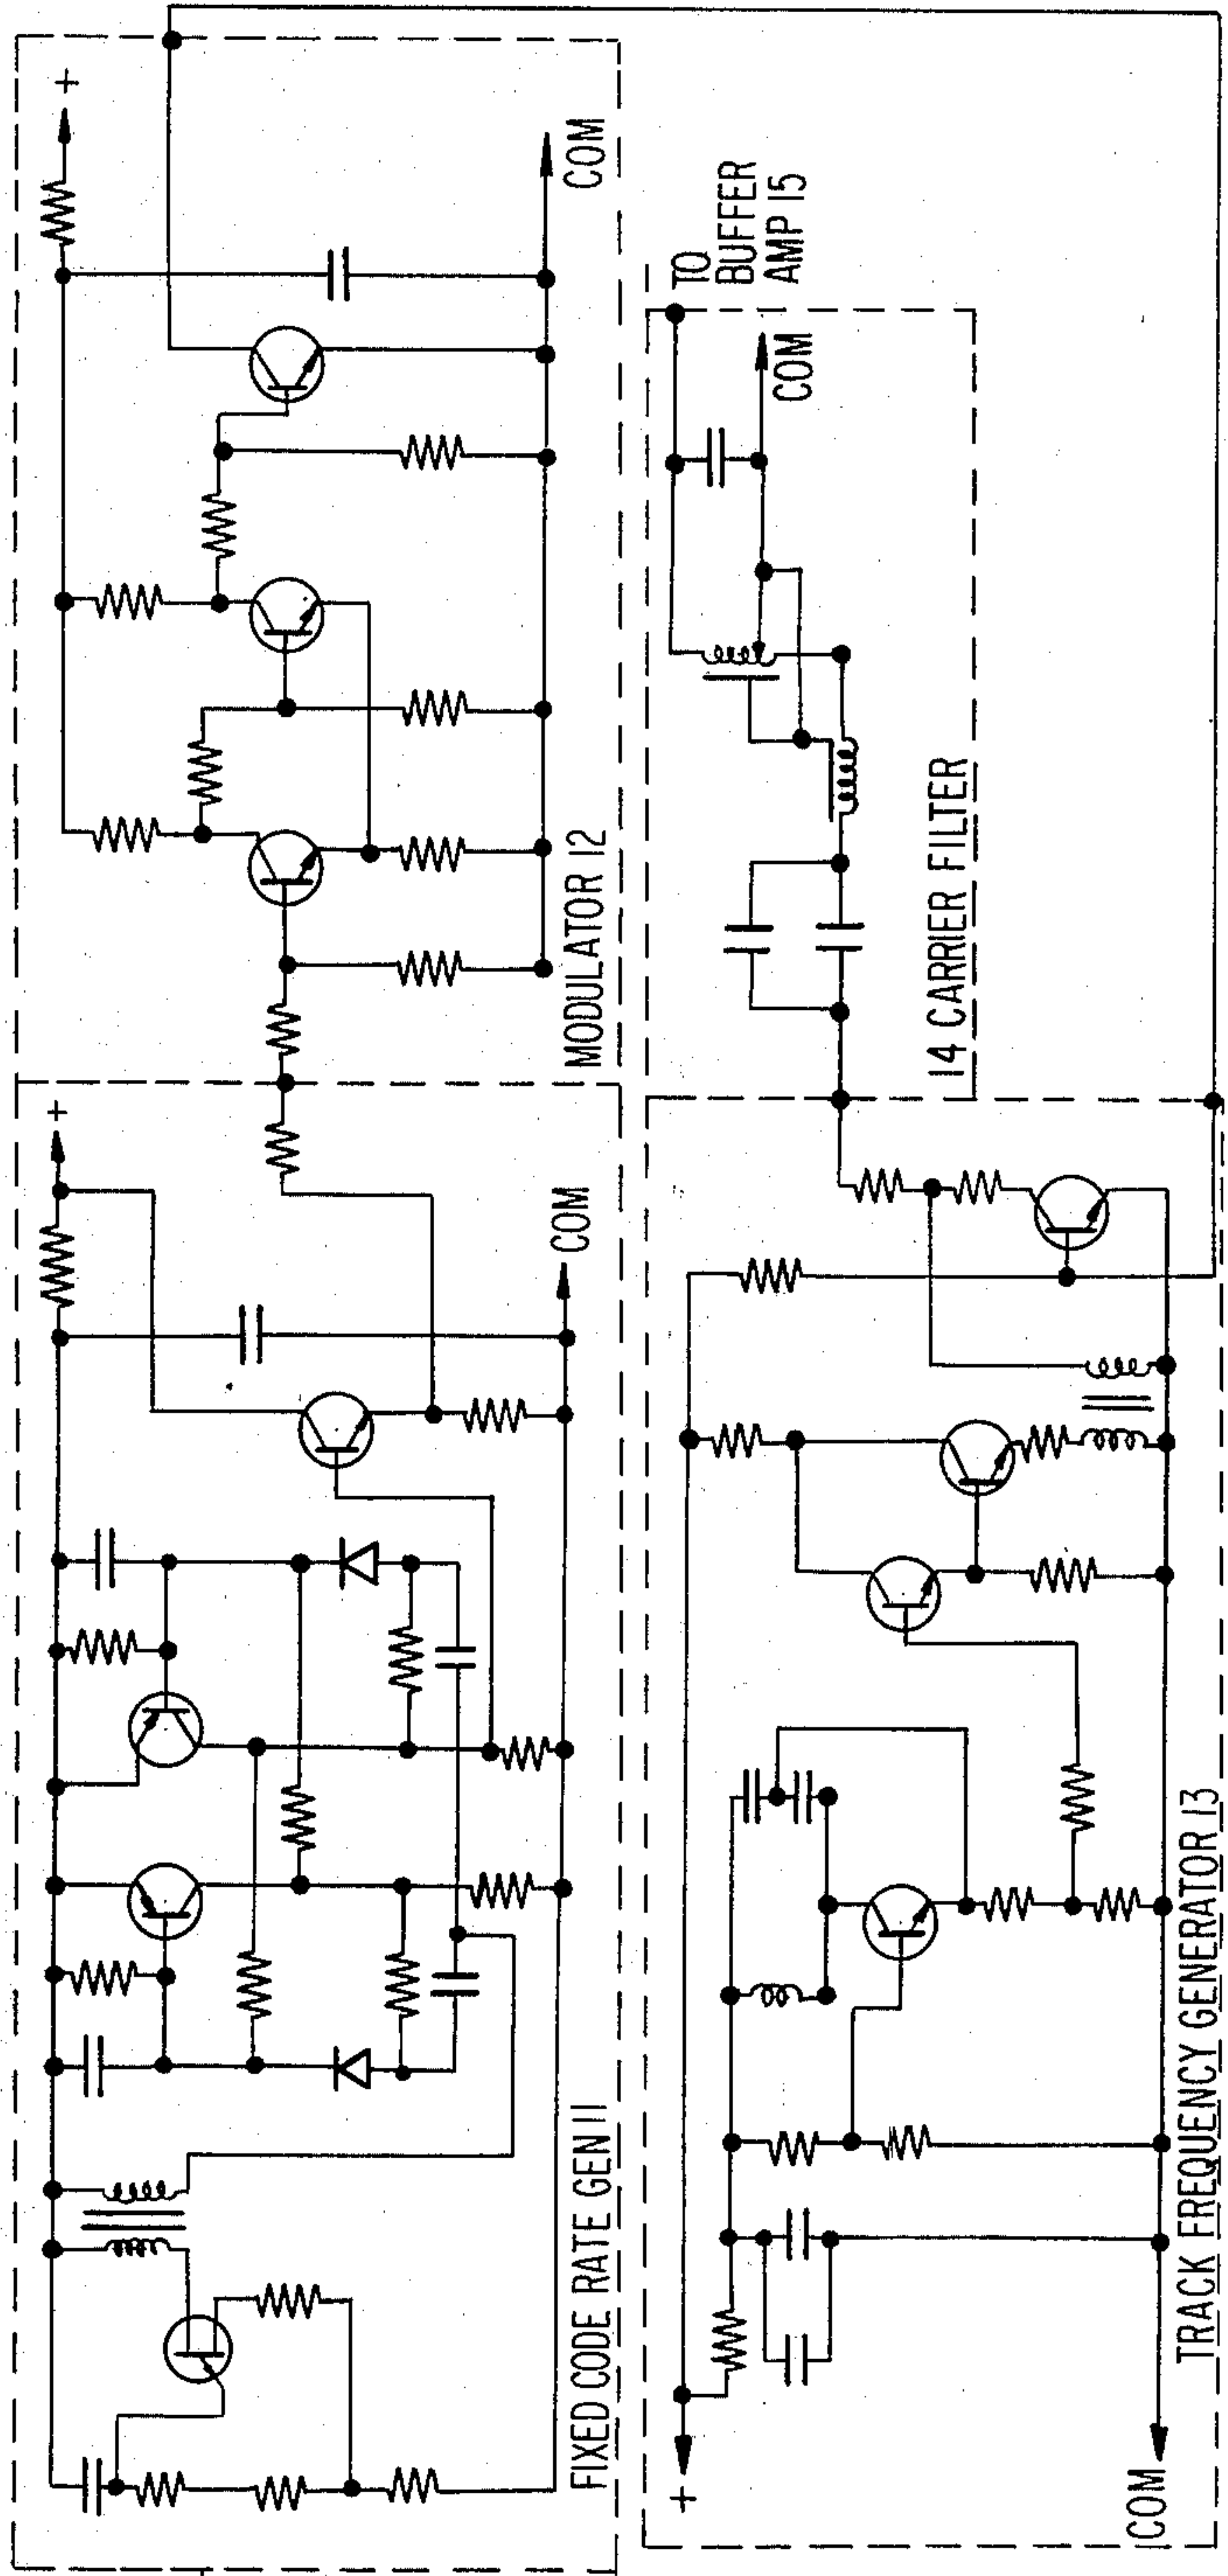 +
COM
MODULATOR 12
+
COM
FIXED CODE RATE GEN 11
TO
BUFFER
AMP 15
COM
14 CARRIER FILTER
+
COM
TRACK FREQUENCY GENERATOR 13